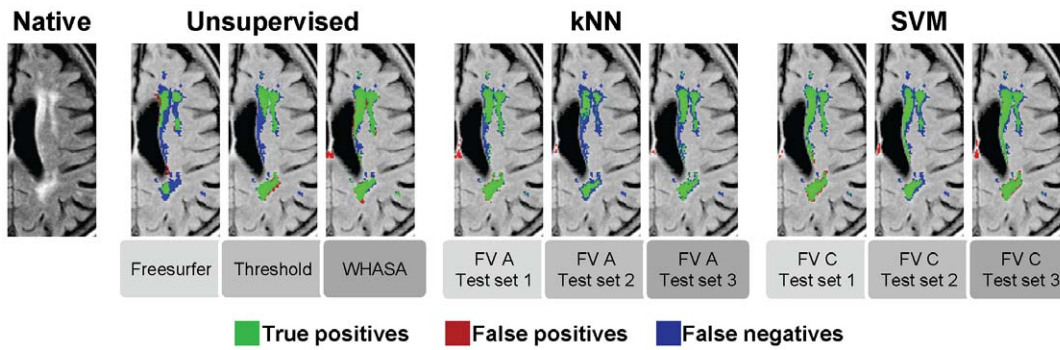 Native Unsupervised kNN SVM
Freesurfer Threshold WHASA
FV A
Test set 1
FV A
Test set 2
FV A
Test set 3
FV C
Test set 1
FV C
Test set 2
FV C
Test set 3
True positives False positives False negatives